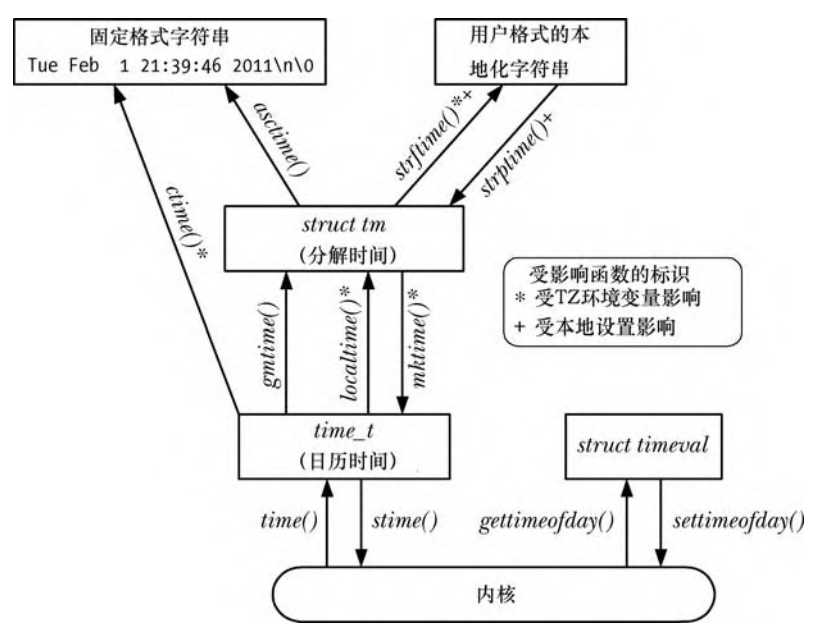 固定格式字符串
Tue Feb  1 21:39:46 2011\n\0
用户格式的本
地化字符串
asctime()
strftime()*+
strptime()+
ctime()*
struct tm
(分解时间)
受影响函数的标识
* 受TZ环境变量影响
+ 受本地设置影响
gmtime()
localtime()*
mktime()*
time_t
(日历时间)
struct timeval
time()
stime()
gettimeofday()
settimeofday()
内核